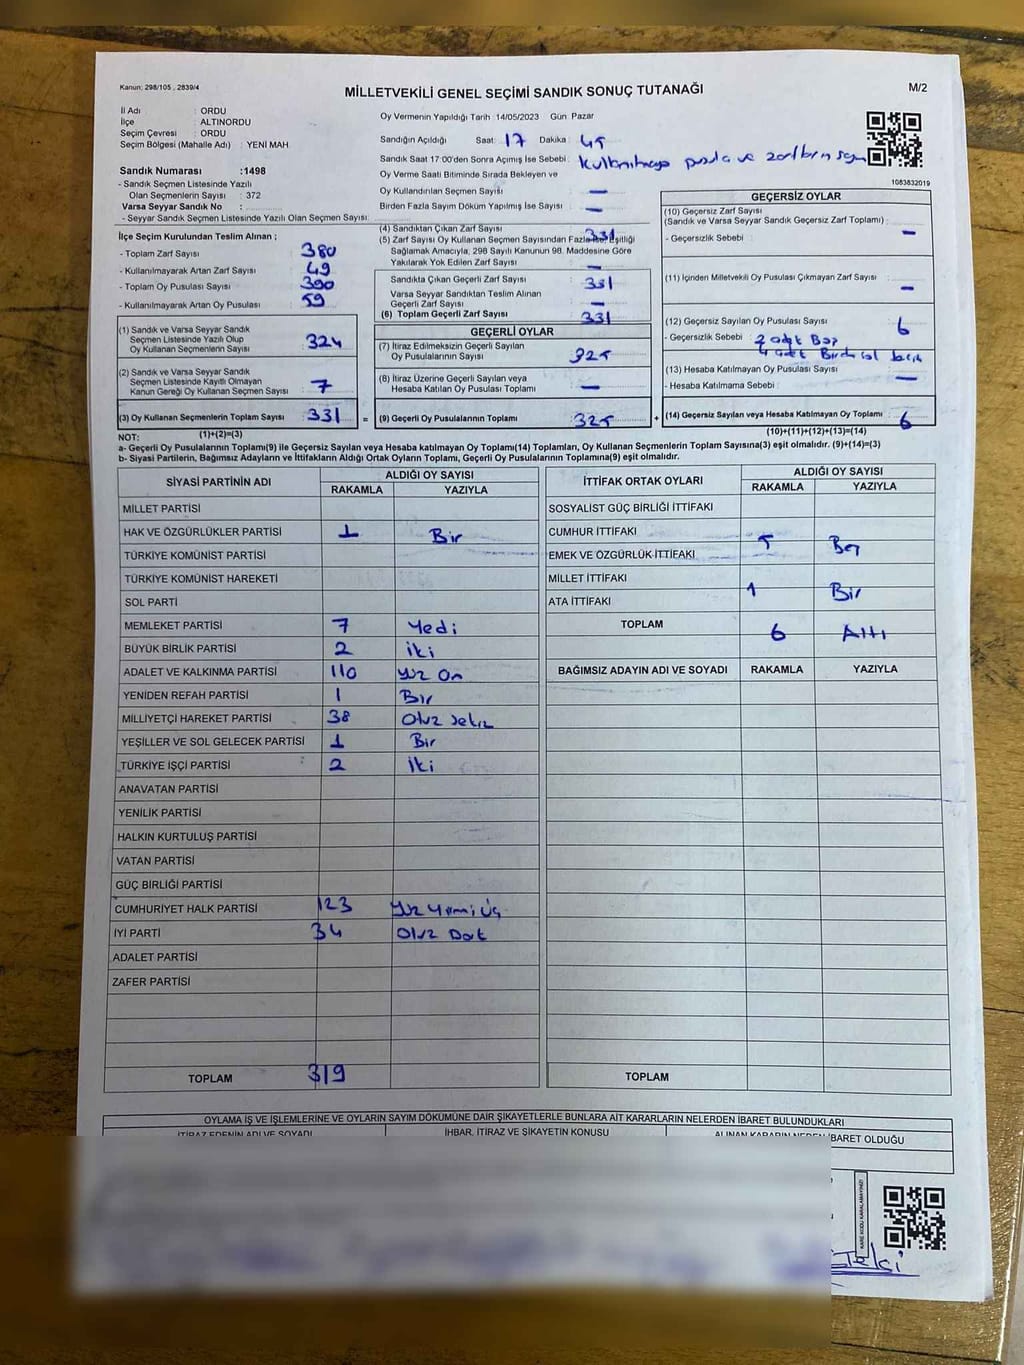 Kanun: 298/105 , 2839/4
MİLLETVEKİLİ GENEL SEÇİMİ SANDIK SONUÇ TUTANAĞI
M/2
İl Adı : ORDU
İlçe ALTINORDU
Seçim Çevresi : ORDU
Seçim Bölgesi (Mahalle Adı) : YENİ MAH.
Sandık Numarası :1498
- Sandık Seçmen Listesinde Yazılı
Olan Seçmenlerin Sayısı : 372
Varsa Seyyar Sandık No :
- Seyyar Sandık Seçmen Listesinde Yazılı Olan Seçmen Sayısı:
Oy Vermenin Yapıldığı Tarih 14/05/2023 Gün Pazar
Sandığın Açıldığı Saat: 17 Dakika : 45
Sandık Saat 17:00'den Sonra Açımış İse Sebebi : pusula ve
Oy Verme Saati Bitiminde Sırada Bekleyen ve
Oy Kullandırılan Seçmen Sayısı : —
Birden Fazla Sayım Döküm Yapılmış İse Sayısı : —
1083832019
İlçe Seçim Kurulundan Teslim Alınan ;
- Toplam Zarf Sayısı : 380
- Kullanılmayarak Artan Zarf Sayısı : 49
- Toplam Oy Pusulası Sayısı : 390
- Kullanılmayarak Artan Oy Pusulası : 59
(1) Sandık ve Varsa Seyyar Sandık
Seçmen Listesinde Yazılı Olup
Oy Kullanan Seçmenlerin Sayısı : 324
(2) Sandık ve Varsa Seyyar Sandık
Seçmen Listesinde Kayıtlı Olmayan
Kanun Gereği Oy Kullanan Seçmen Sayısı : 7
(3) Oy Kullanan Seçmenlerin Toplam Sayısı : 331 =
(1)+(2)=(3)
(4) Sandıktan Çıkan Zarf Sayısı : 331
(5) Zarf Sayısı Oy Kullanan Seçmen Sayısından Fazla İse, Eşitliği
Sağlamak Amacıyla, 298 Sayılı Kanunun 98. Maddesine Göre
Yakılarak Yok Edilen Zarf Sayısı : —
Sandıkta Çıkan Geçerli Zarf Sayısı : 331
Varsa Seyyar Sandıktan Teslim Alınan
Geçerli Zarf Sayısı : —
(6) Toplam Geçerli Zarf Sayısı : 331
GEÇERLİ OYLAR
(7) İtiraz Edilmeksizin Geçerli Sayılan
Oy Pusulalarının Sayısı : 325
(8) İtiraz Üzerine Geçerli Sayılan veya
Hesaba Katılan Oy Pusulası Toplamı : —
(9) Geçerli Oy Pusulalarının Toplamı : 325 +
GEÇERSİZ OYLAR
(10) Geçersiz Zarf Sayısı
(Sandık ve Varsa Seyyar Sandık Geçersiz Zarf Toplamı) :
- Geçersizlik Sebebi : —
(11) İçinden Milletvekili Oy Pusulası Çıkmayan Zarf Sayısı : —
(12) Geçersiz Sayılan Oy Pusulası Sayısı : 6
- Geçersizlik Sebebi : 2 adet Boş
4 adet
(13) Hesaba Katılmayan Oy Pusulası Sayısı : —
- Hesaba Katılmama Sebebi :
(14) Geçersiz Sayılan veya Hesaba Katılmayan Oy Toplamı : 6
(10)+(11)+(12)+(13)=(14)
NOT:
a- Geçerli Oy Pusulalarının Toplamı(9) ile Geçersiz Sayılan veya Hesaba katılmayan Oy Toplamı(14) Toplamları, Oy Kullanan Seçmenlerin Toplam Sayısına(3) eşit olmalıdır. (9)+(14)=(3)
b- Siyasi Partilerin, Bağımsız Adayların ve İttifakların Aldığı Ortak Oyların Toplamı, Geçerli Oy Pusulalarının Toplamına(9) eşit olmalıdır.
SİYASİ PARTİNİN ADI ALDIĞI OY SAYISI
RAKAMLA YAZIYLA
MİLLET PARTİSİ
HAK VE ÖZGÜRLÜKLER PARTİSİ 1 Bir
TÜRKİYE KOMÜNİST PARTİSİ
TÜRKİYE KOMÜNİST HAREKETİ
SOL PARTİ
MEMLEKET PARTİSİ 7 Yedi
BÜYÜK BİRLİK PARTİSİ 2 iki
ADALET VE KALKINMA PARTİSİ 110 Yüz On
YENİDEN REFAH PARTİSİ 1 Bir
MİLLİYETÇİ HAREKET PARTİSİ 38 Otuz sekiz
YEŞİLLER VE SOL GELECEK PARTİSİ 1 Bir
TÜRKİYE İŞÇİ PARTİSİ 2 İki
ANAVATAN PARTİSİ
YENİLİK PARTİSİ
HALKIN KURTULUŞ PARTİSİ
VATAN PARTİSİ
GÜÇ BİRLİĞİ PARTİSİ
CUMHURİYET HALK PARTİSİ 123 Yüz Yirmi Üç
İYİ PARTİ 34 Otuz Dört
ADALET PARTİSİ
ZAFER PARTİSİ
TOPLAM 319
İTTİFAK ORTAK OYLARI ALDIĞI OY SAYISI
RAKAMLA YAZIYLA
SOSYALİST GÜÇ BİRLİĞİ İTTİFAKI
CUMHUR İTTİFAKI 5 Beş
EMEK VE ÖZGÜRLÜK İTTİFAKI
MİLLET İTTİFAKI 1 Bir
ATA İTTİFAKI
TOPLAM 6 Altı
BAĞIMSIZ ADAYIN ADI VE SOYADI RAKAMLA YAZIYLA
TOPLAM
OYLAMA İŞ VE İŞLEMLERİNE VE OYLARIN SAYIM DÖKÜMÜNE DAİR ŞİKAYETLERLE BUNLARA AİT KARARLARIN NELERDEN İBARET BULUNDUKLARI
İTİRAZ EDENİN ADI VE SOYADI İHBAR, İTİRAZ VE ŞİKAYETİN KONUSU ALINAN KARARIN NEDEN İBARET OLDUĞU
KARE KODU KARALAMAYINIZ!